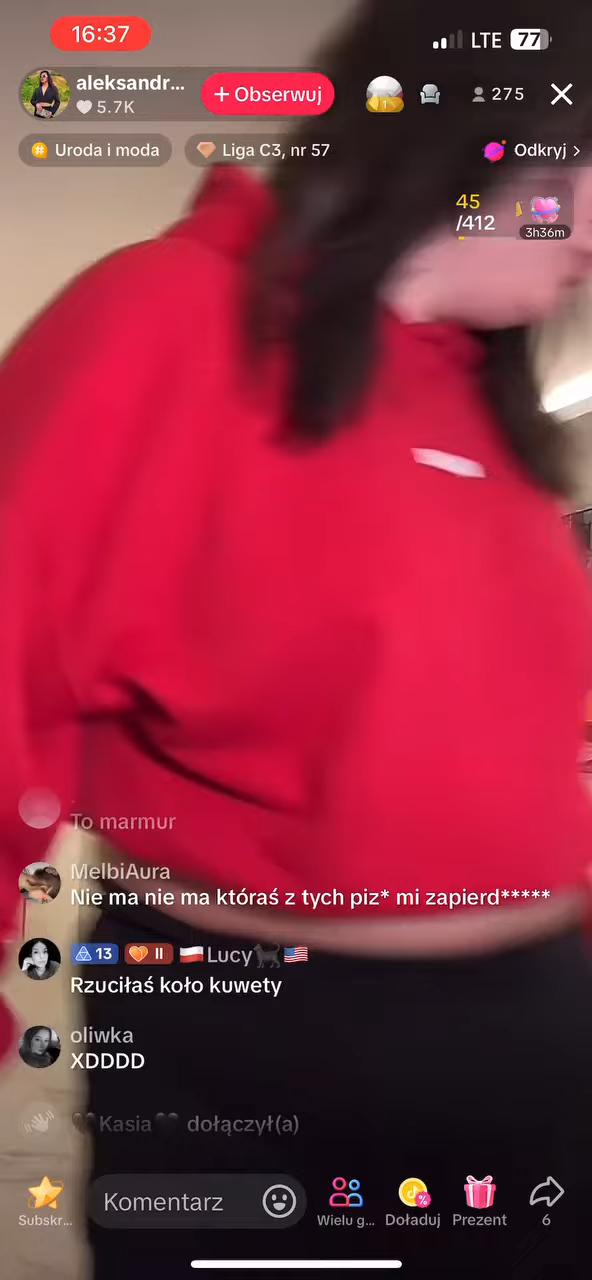 16:37
LTE 77
aleksandr...
5.7K
+ Obserwuj
1
275
Uroda i moda
Liga C3, nr 57
Odkryj >
45
/412
3h36m
To marmur
MelbiAura
Nie ma nie ma któraś z tych piz* mi zapierd*****
13 II 🇵🇱Lucy🐈‍⬛🇺🇸
Rzuciłaś koło kuwety
oliwka
XDDDD
🖤Kasia🖤 dołączył(a)
Komentarz
Subskr...
Wielu g...
Doładuj
Prezent
6